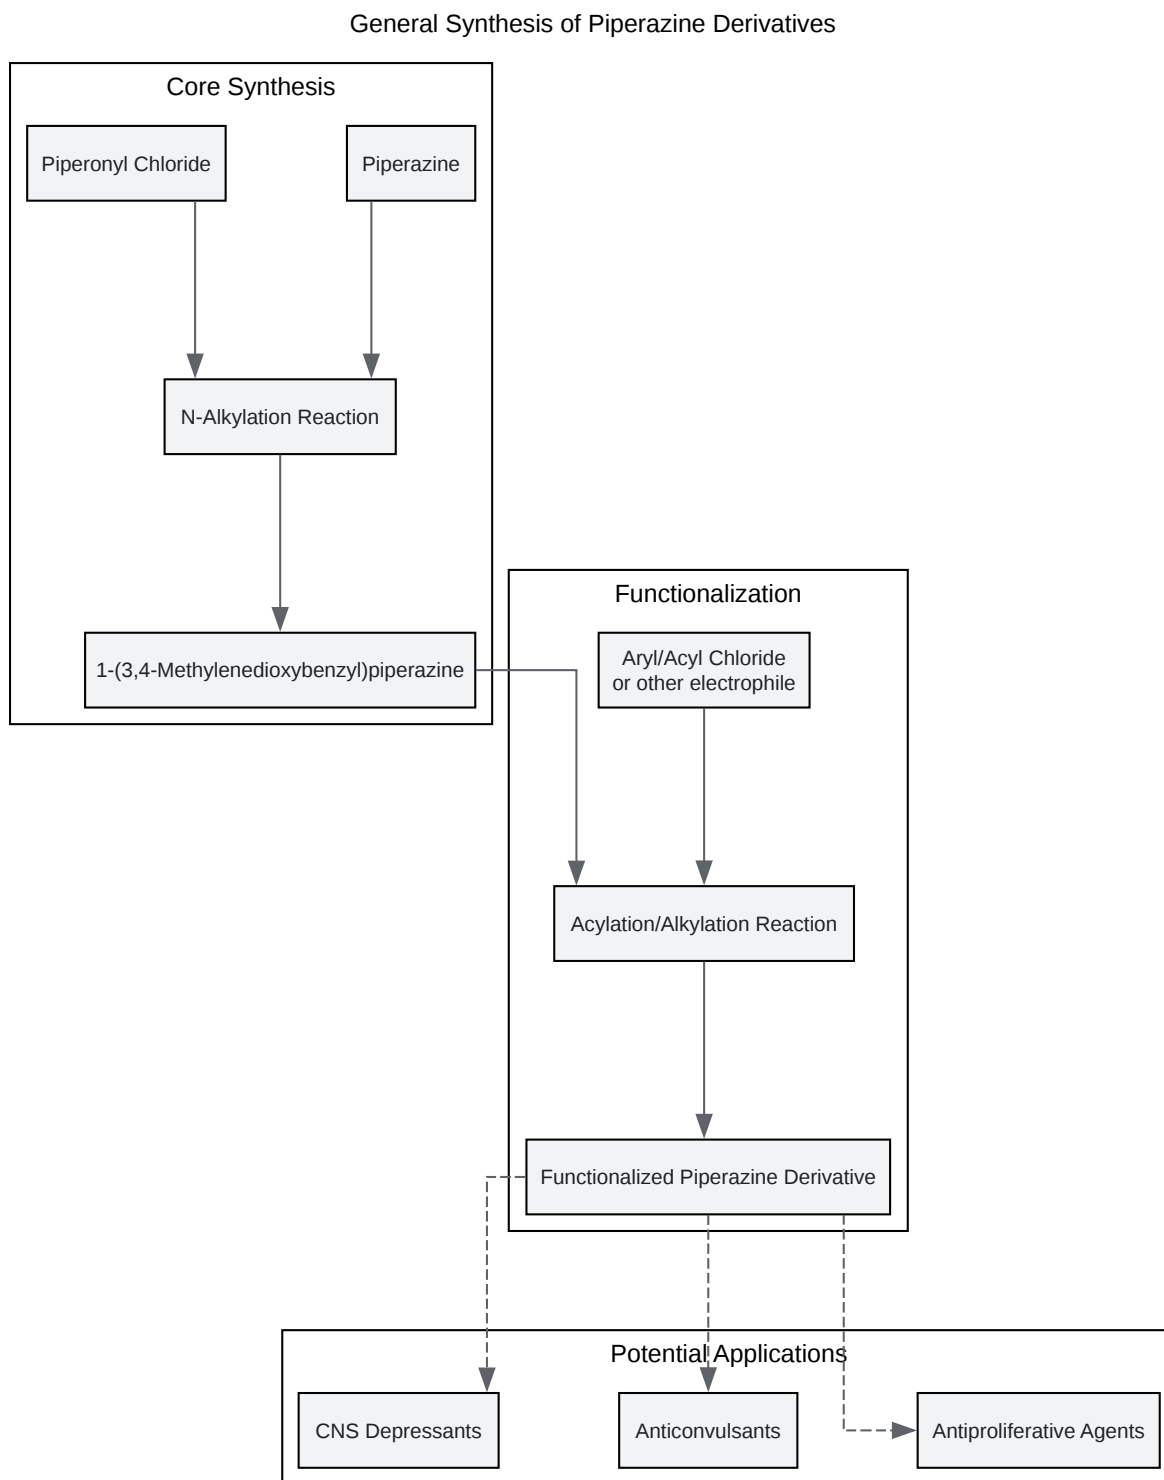 General Synthesis of Piperazine Derivatives
Core Synthesis
Piperonyl Chloride
Piperazine
N-Alkylation Reaction
1-(3,4-Methylenedioxybenzyl)piperazine
Functionalization
Aryl/Acyl Chloride
or other electrophile
Acylation/Alkylation Reaction
Functionalized Piperazine Derivative
Potential Applications
CNS Depressants
Anticonvulsants
Antiproliferative Agents